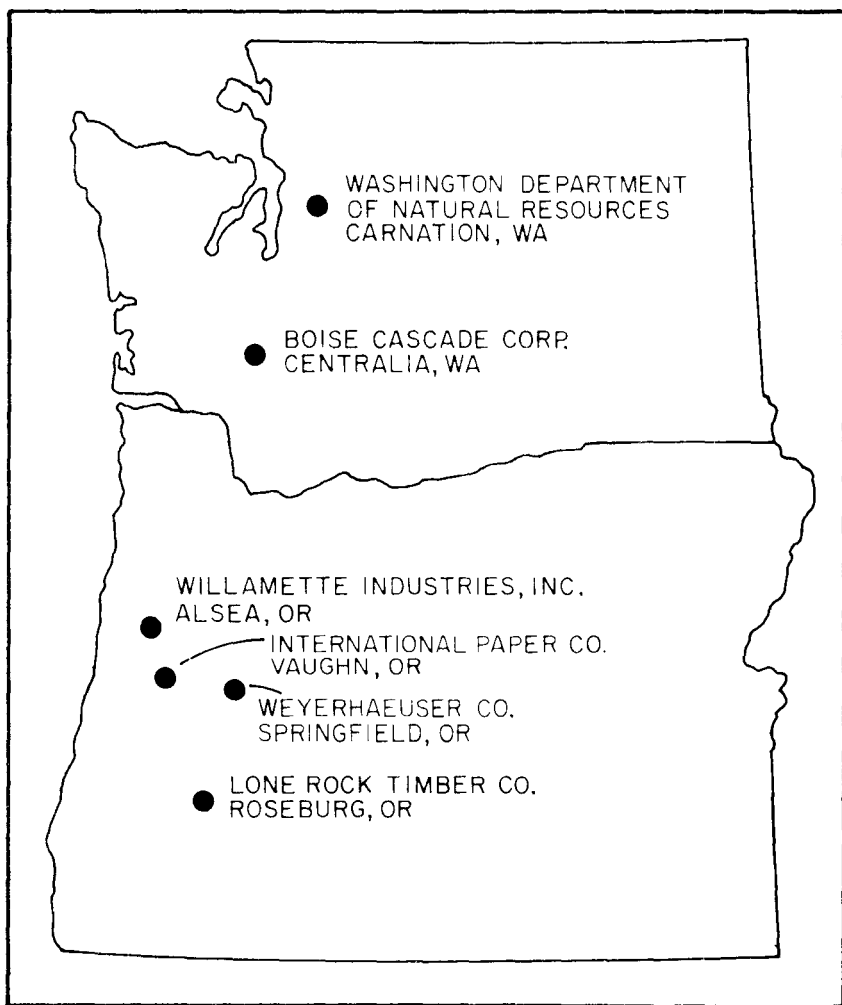 WASHINGTON DEPARTMENT
OF NATURAL RESOURCES
CARNATION, WA
BOISE CASCADE CORP.
CENTRALIA, WA
WILLAMETTE INDUSTRIES, INC.
ALSEA, OR
INTERNATIONAL PAPER CO.
VAUGHN, OR
WEYERHAEUSER CO.
SPRINGFIELD, OR
LONE ROCK TIMBER CO.
ROSEBURG, OR